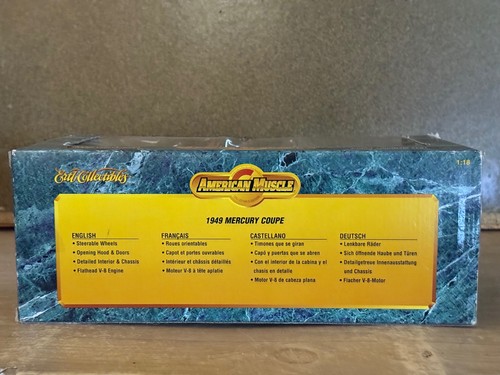 Ertl Collectibles
AMERICAN MUSCLE
1:18
1949 MERCURY COUPE
ENGLISH
• Steerable Wheels
• Opening Hood & Doors
• Detailed Interior & Chassis
• Flathead V-8 Engine
FRANÇAIS
• Roues orientables
• Capot et portes ouvrables
• Intérieur et châssis détaillés
• Moteur V-8 à tête aplatie
CASTELLANO
• Timones que se giran
• Capó y puertas que se abren
• Con el interior de la cabina y el
chasis en detalle
• Motor V-8 de cabeza plana
DEUTSCH
• Lenkbare Räder
• Sich öffnende Haube und Türen
• Detailgetreue Innenausstattung
und Chassis
• Flacher V-8-Motor